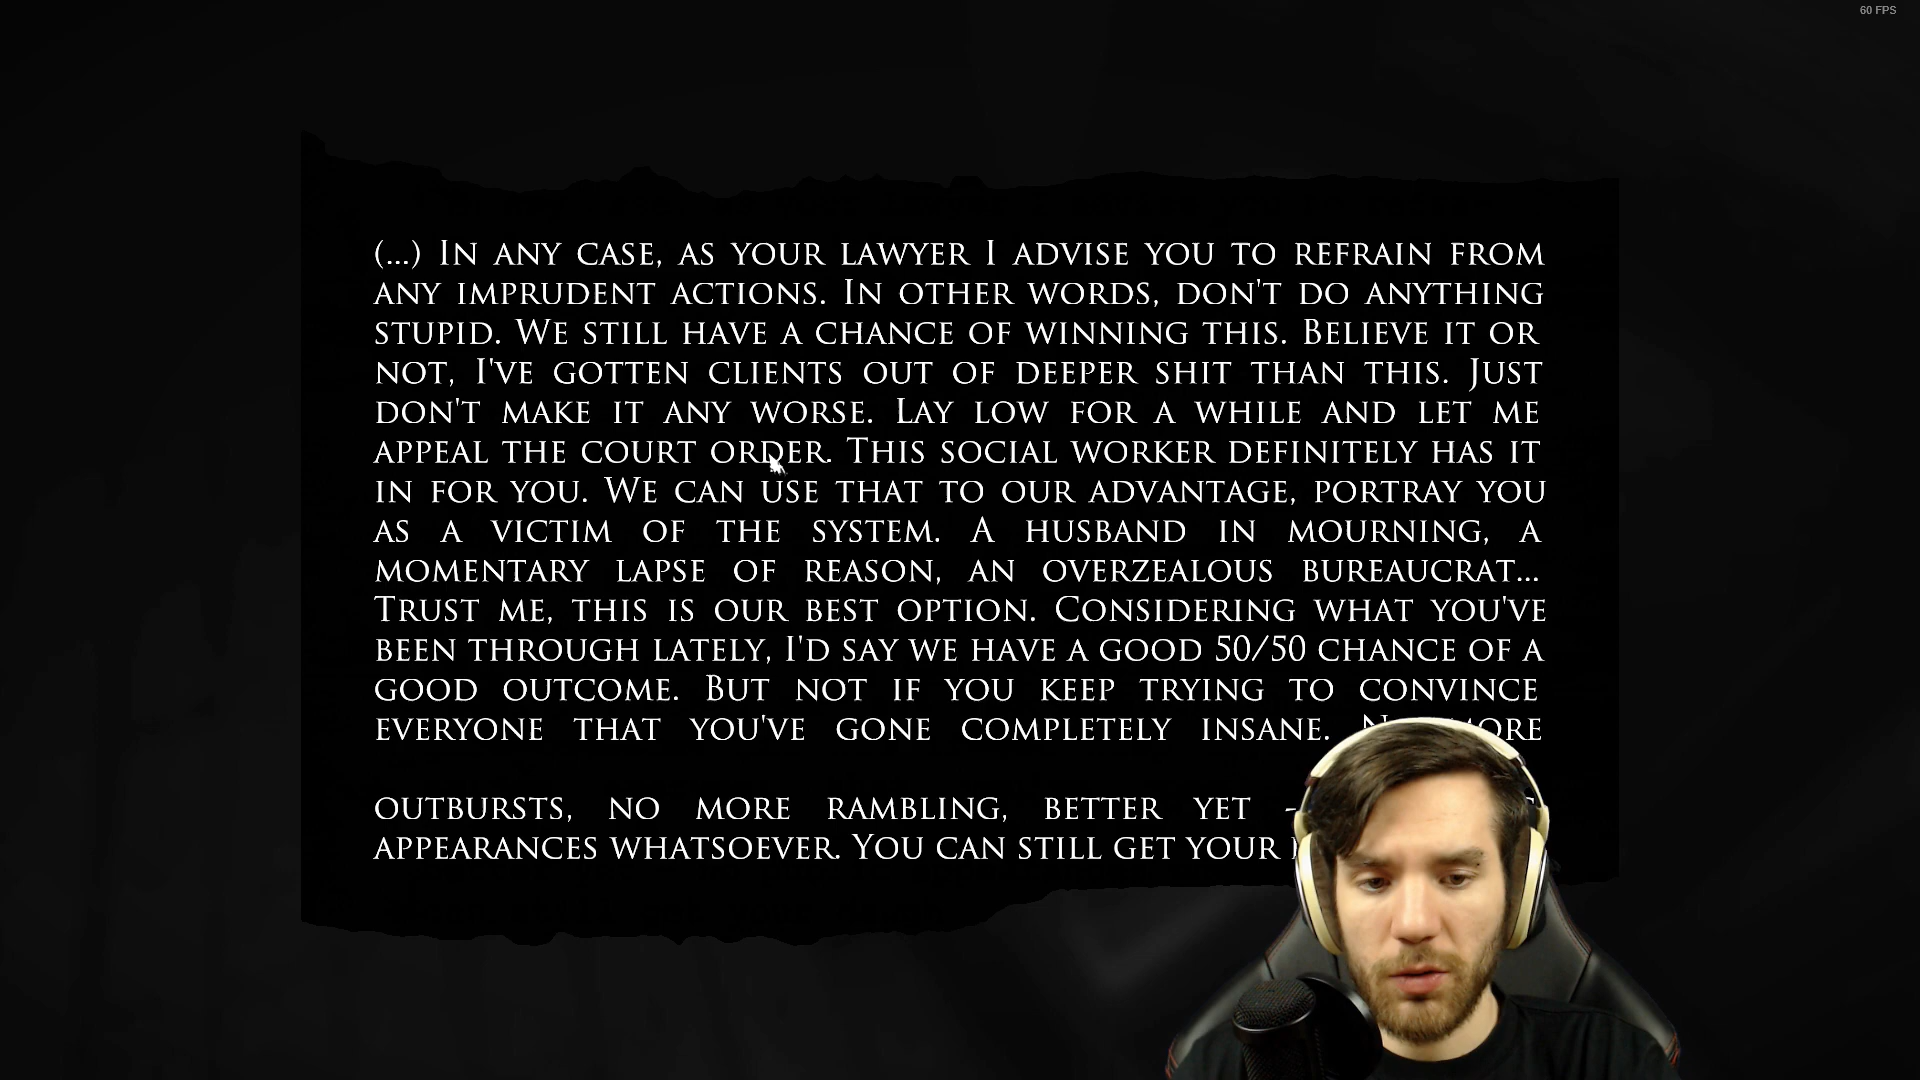 60 FPS
(...) In any case, as your lawyer I advise you to refrain from
any imprudent actions. In other words, don't do anything
stupid. We still have a chance of winning this. Believe it or
not, I've gotten clients out of deeper shit than this. Just
don't make it any worse. Lay low for a while and let me
appeal the court order. This social worker definitely has it
in for you. We can use that to our advantage, portray you
as a victim of the system. A husband in mourning, a
momentary lapse of reason, an overzealous bureaucrat...
Trust me, this is our best option. Considering what you've
been through lately, I'd say we have a good 50/50 chance of a
good outcome. But not if you keep trying to convince
everyone that you've gone completely insane.
outbursts, no more rambling, better yet -
appearances whatsoever. You can still get your